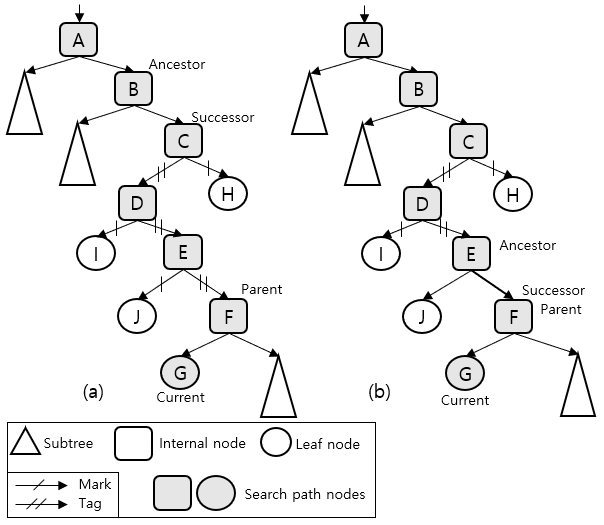 A
A
Ancestor
B
B
Successor
C
C
H
H
D
D
I
E
I
E
Ancestor
J
Parent
F
J
Successor
F
Parent
G
G
(a)
Current
(b)
Current
Subtree
Internal node
Leaf node
Mark
Tag
Search path nodes